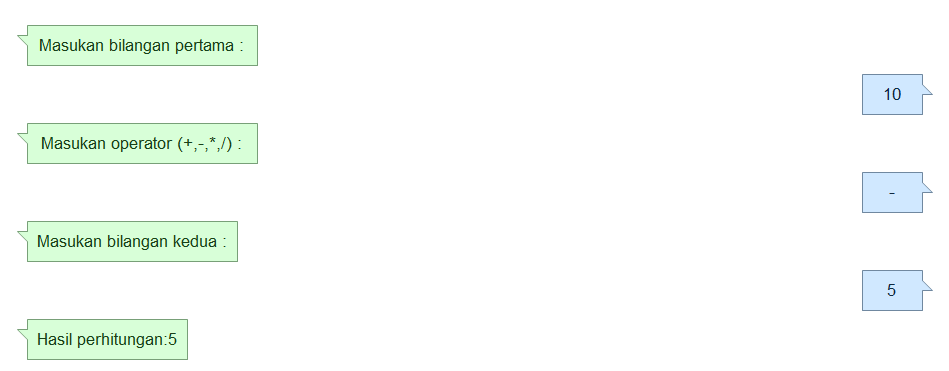 Masukan bilangan pertama :
10
Masukan operator (+,-,*,/) :
-
Masukan bilangan kedua :
5
Hasil perhitungan:5